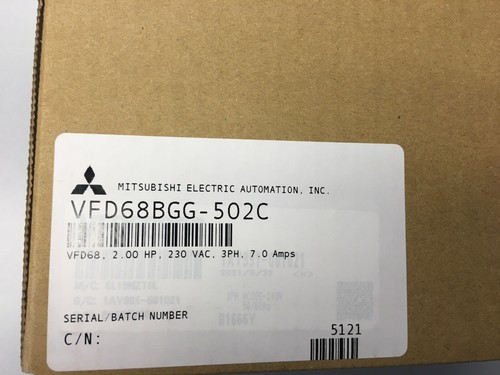 MITSUBISHI ELECTRIC AUTOMATION, INC.
VFD68BGG-502C
VFD68, 2.00 HP, 230 VAC, 3PH, 7.0 Amps
SERIAL/BATCH NUMBER
5121
C/N: